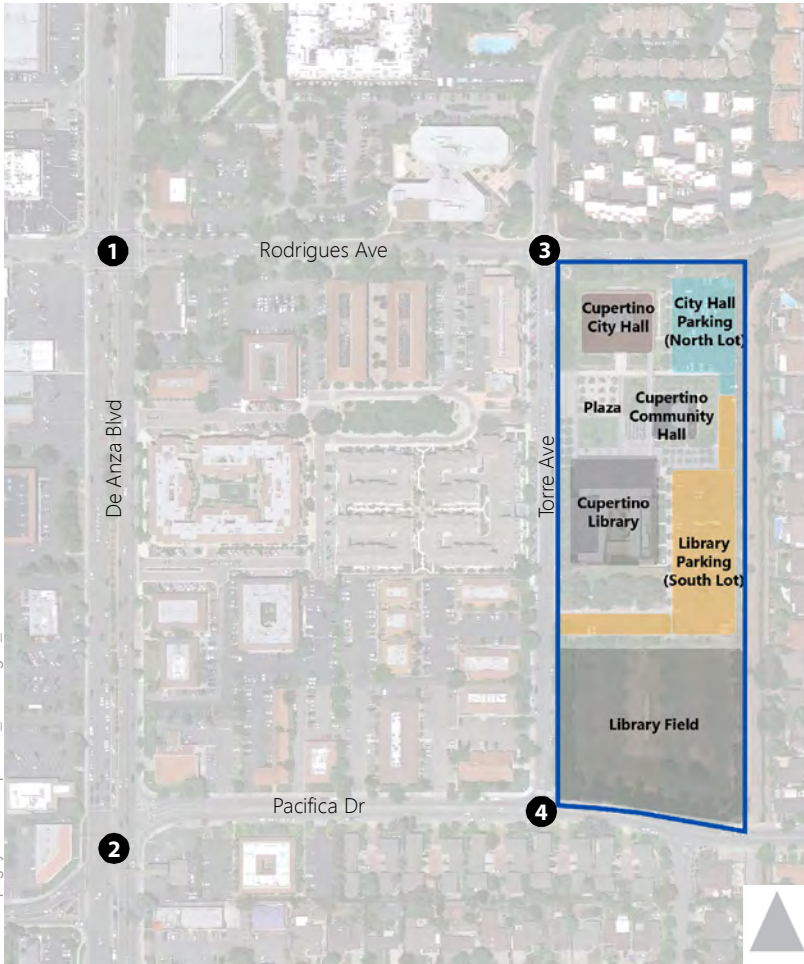 1
Rodrigues Ave
3
Cupertino
City Hall
City Hall
Parking
(North Lot)
Plaza
Cupertino
Community
Hall
De Anza Blvd
Torre Ave
Cupertino
Library
Library
Parking
(South Lot)
Library Field
Pacifica Dr
4
2